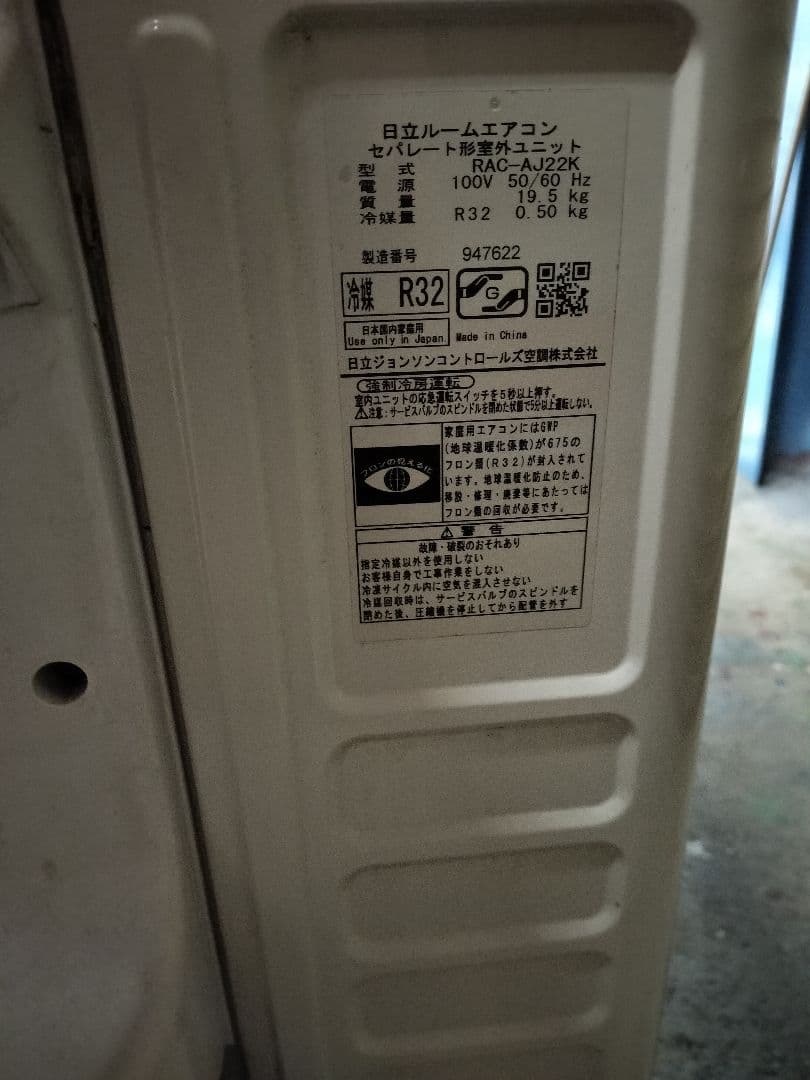 日立ルームエアコン
セパレート形室外ユニット
型式 RAC-AJ22K
電源 100V 50/60 Hz
質量 19.5 kg
冷媒量 R32 0.50 kg
製造番号 947622
冷媒 R32
G
日本国内家庭用
Use only in Japan
Made in China
日立ジョンソンコントロールズ空調株式会社
強制冷房運転
室内ユニットの応急運転スイッチを5秒以上押す。
⚠注意：サービスバルブのスピンドルを閉めた状態で5分以上運転しない。
フロンの見える化
家庭用エアコンにはGWP
(地球温暖化係数)が675の
フロン類(R32)が封入されて
います。地球温暖化防止のため、
移設・修理・廃棄等にあたっては
フロン類の回収が必要です。
⚠警告
故障・破裂のおそれあり
指定冷媒以外を使用しない
お客様自身で工事作業をしない
冷凍サイクル内に空気を混入させない
冷媒回収時は、サービスバルブのスピンドルを
閉めた後、圧縮機を停止してから配管を外す